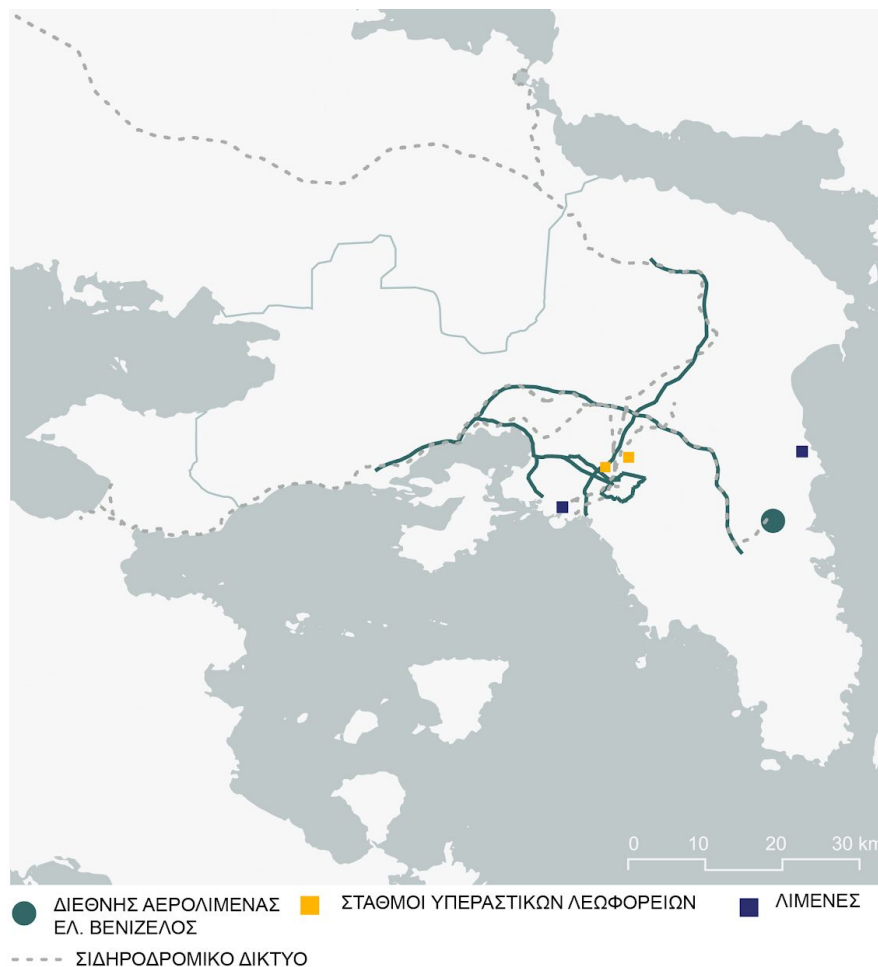 0 10 20 30 km
ΔΙΕΘΝΗΣ ΑΕΡΟΛΙΜΕΝΑΣ
ΕΛ. ΒΕΝΙΖΕΛΟΣ
ΣΤΑΘΜΟΙ ΥΠΕΡΑΣΤΙΚΩΝ ΛΕΩΦΟΡΕΙΩΝ
ΛΙΜΕΝΕΣ
ΣΙΔΗΡΟΔΡΟΜΙΚΟ ΔΙΚΤΥΟ